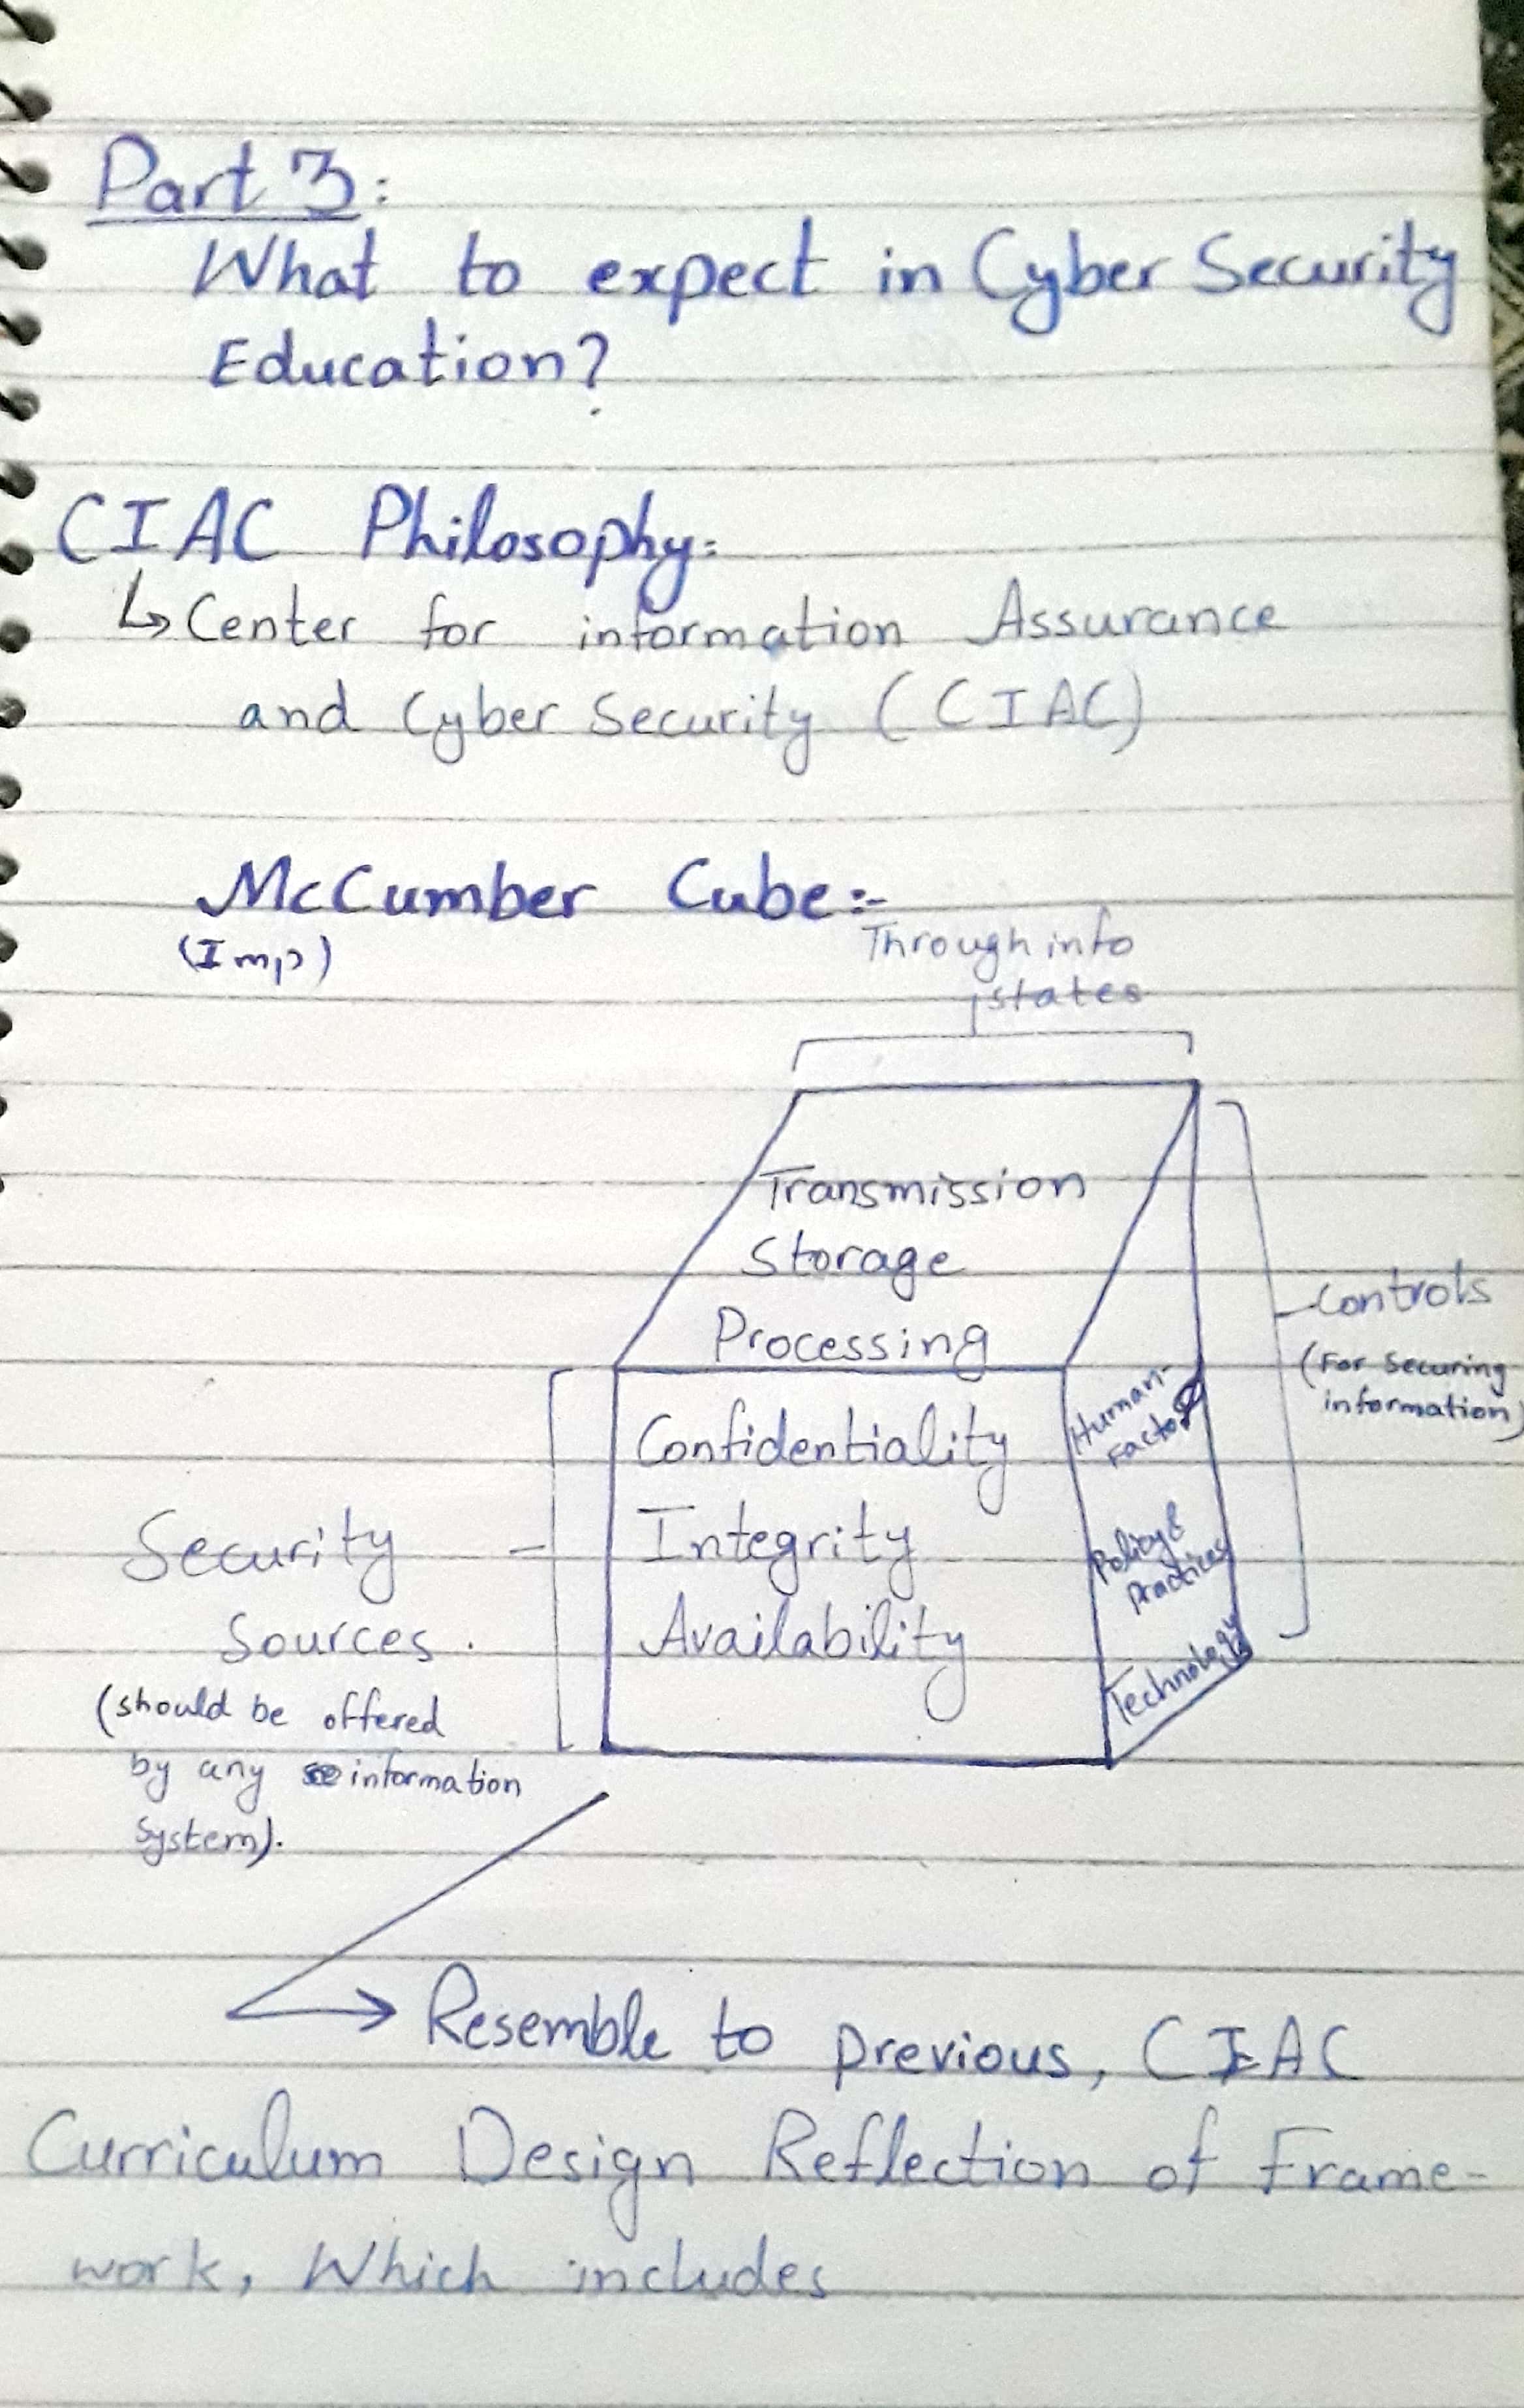 Part 3:
What to expect in Cyber Security
Education?
CIAC Philosophy:
↳ Center for information Assurance
and Cyber Security (CIAC)
McCumber Cube:-
(Imp)
Through info
states
Transmission
Storage
Processing
Controls
(For Securing
information)
Confidentiality
Integrity
Availability
Human-
Factor
Policy &
Practices
Technology
Security
Sources.
(should be offered
by any information
system).
→ Resemble to previous, CIAC
Curriculum Design Reflection of Frame-
work, Which includes